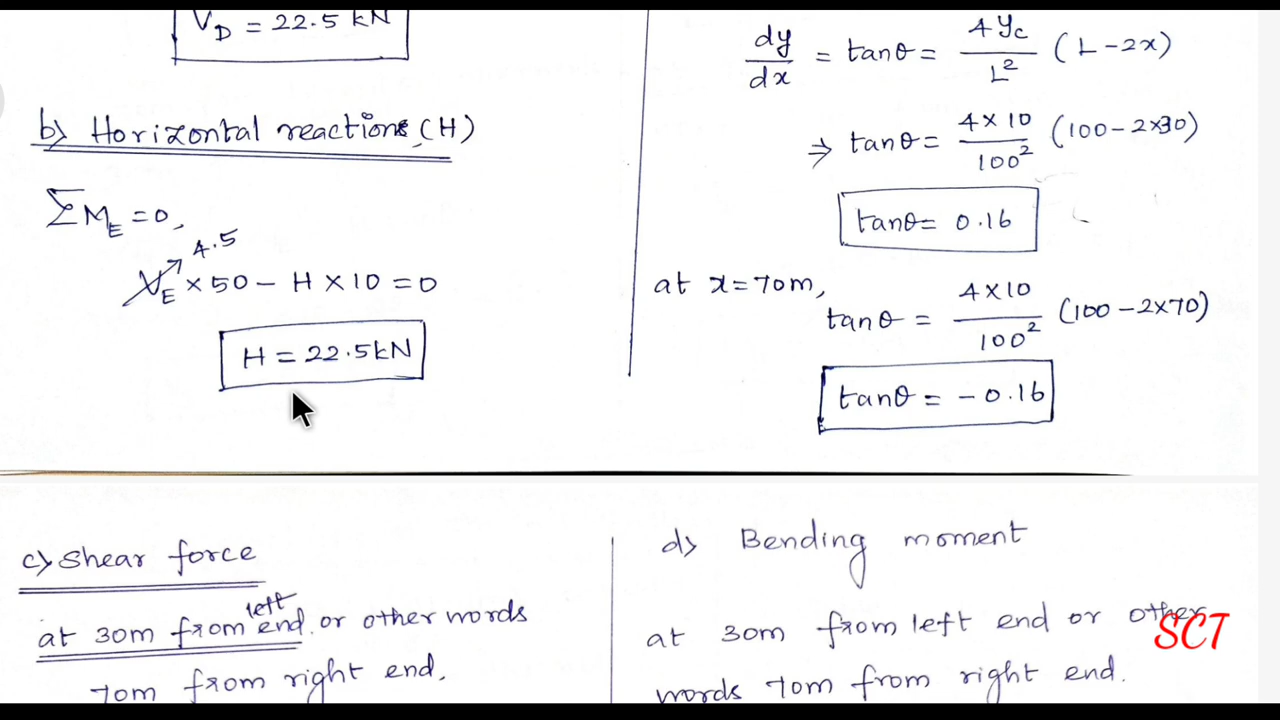 V_D = 22.5 kN
b) Horizontal reactions (H)
ΣM_E = 0,
4.5
V_E × 50 − H × 10 = 0
H = 22.5kN
dy/dx = tanθ = 4Yc/L² (L − 2x)
⇒ tanθ = 4×10/100² (100 − 2×30)
tanθ = 0.16
at x = 70m,
tanθ = 4×10/100² (100 − 2×70)
tanθ = − 0.16
c) Shear force
at 30m from left end. or other words
70m from right end.
d) Bending moment
at 30m from left end or other
words 70m from right end.
SCT